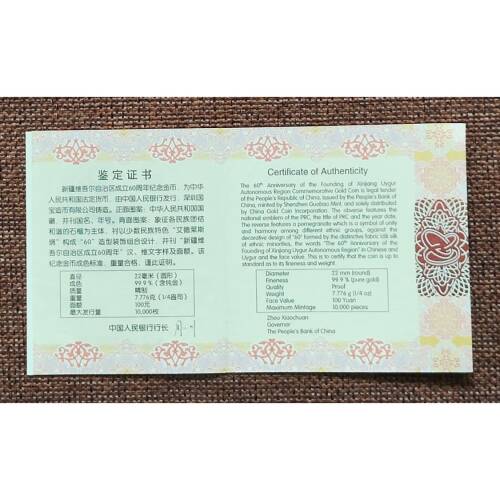 鉴定证书
新疆维吾尔自治区成立60周年纪念金币,为中华
人民共和国法定货币,由中国人民银行发行,深圳国
宝造币有限公司铸造。正面图案:中华人民共和国国
徽,并刊国名、年号。背面图案:象征各民族团结
和谐的石榴为主体,衬以少数民族特色“艾德莱斯
绸”构成“60”造型装饰组合设计,并刊“新疆维
吾尔自治区成立60周年”汉、维文字样及面额。该
纪念金币成色标准、重量合格,谨此证明。
直径 22毫米(圆形)
成色 99.9%(含纯金)
质量 精制
重量 7.776克(1/4盎司)
面额 100元
最大发行量 10,000枚
中国人民银行行长
Certificate of Authenticity
The 60th Anniversary of the Founding of Xinjiang Uygur
Autonomous Region Commemorative Gold Coin is legal tender
of the People's Republic of China, issued by the People's Bank of
China, minted by Shenzhen Guobao Mint, and solely distributed
by China Gold Coin Incorporation. The obverse features the
national emblem of the PRC, the title of PRC and the year date.
The reverse features a pomegranate which is a symbol of unity
and harmony among different ethnic groups, against the
decorative design of "60" formed by the distinctive fabric (dli silk
of ethnic minorities, the words "The 60th Anniversary of the
Founding of Xinjiang Uygur Autonomous Region" in Chinese and
Uygur and the face value. This is to certify that the coin is up to
standard as to its fineness and weight.
Diameter 22 mm (round)
Fineness 99.9 % (pure gold)
Quality Proof
Weight 7.776 g (1/4 oz)
Face Value 100 Yuan
Maximum Mintage 10,000 pieces
Zhou Xiaochuan
Governor
The People's Bank of China